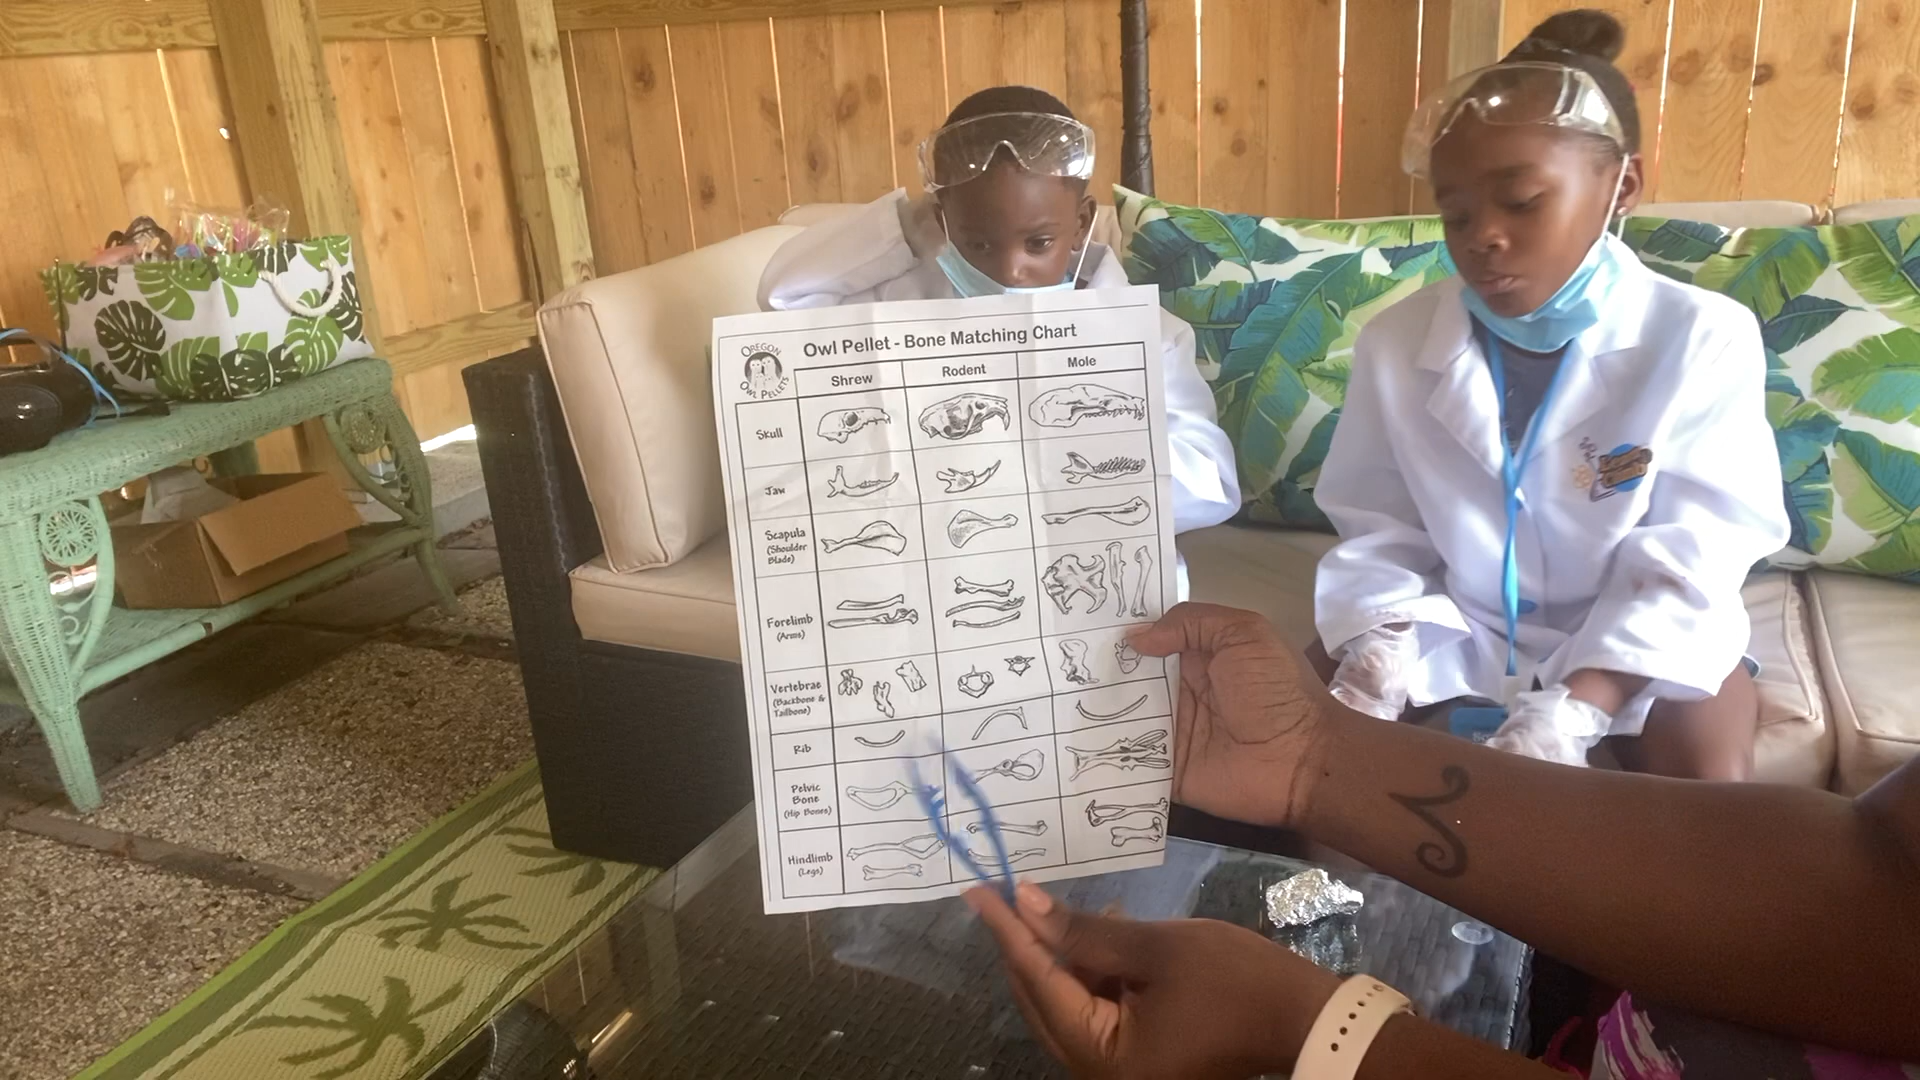 Owl Pellet - Bone Matching Chart
OREGON
OWL PELLETS
Shrew Rodent Mole
Skull
Jaw
Scapula
(Shoulder
Blade)
Forelimb
(Arms)
Vertebrae
(Backbone &
Tailbone)
Rib
Pelvic
Bone
(Hip Bones)
Hindlimb
(Legs)